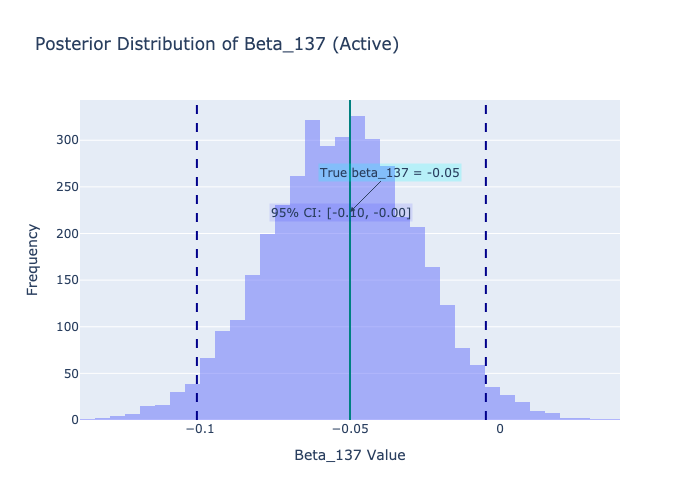 Posterior Distribution of Beta_137 (Active)
300
250
200
150
100
50
0
Frequency
True beta_137 = -0.05
95% CI: [-0.10, -0.00]
−0.1
−0.05
0
Beta_137 Value